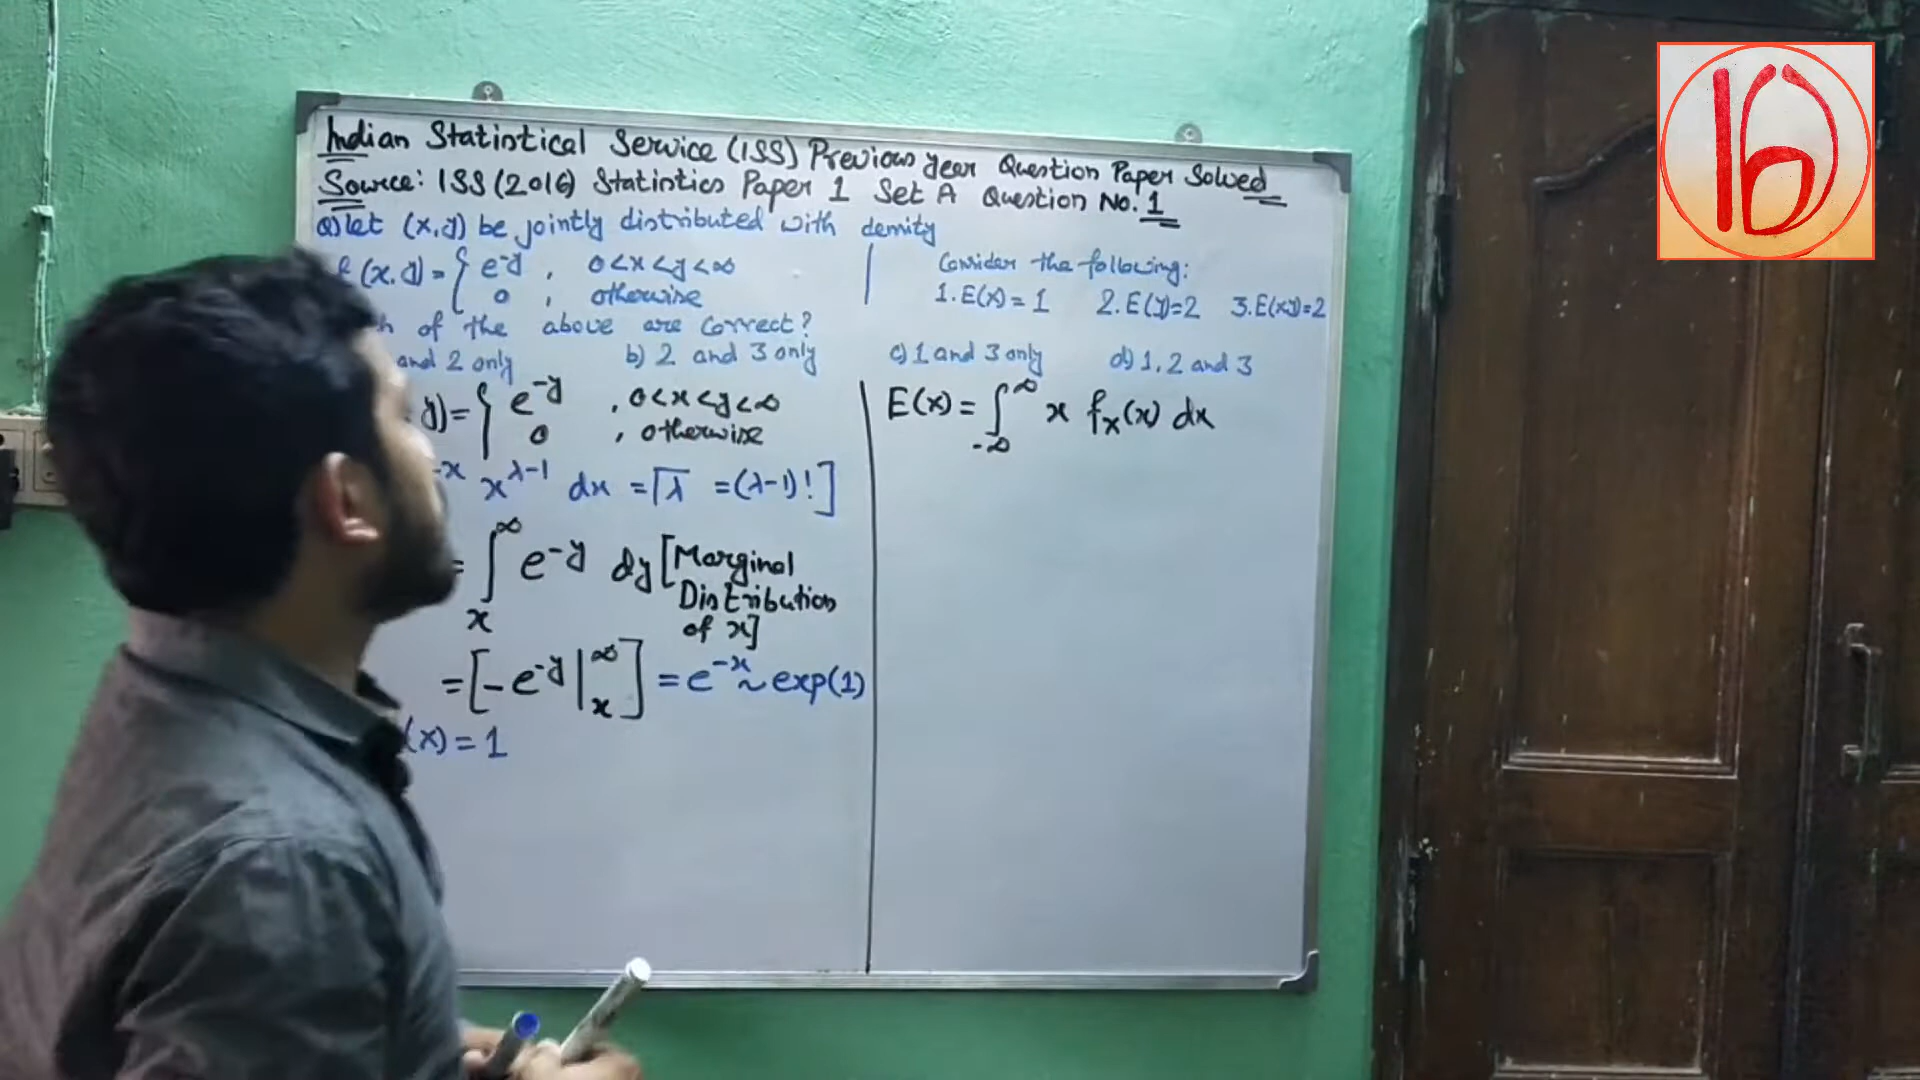 Indian Statistical Service (ISS) Previous year Question Paper Solved
Source: ISS (2016) Statistics Paper 1 Set A Question No. 1
Q) let (x,y) be jointly distributed with density
f(x,y)= { e^-y , 0<x<y<∞
0 , otherwise
Consider the following:
1. E(x)=1 2. E(y)=2 3. E(xy)=2
of the above are correct?
and 2 only b) 2 and 3 only c) 1 and 3 only d) 1, 2 and 3
y)= { e^-y , 0<x<y<∞
0 , otherwise
-x x^λ-1 dx = Γλ = (λ-1)! ]
= ∫_x^∞ e^-y dy [Marginal
Distribution
of x]
= [-e^-y |_x^∞ ] = e^-x ~ exp(1)
(x) = 1
E(x) = ∫_-∞^∞ x f_x(x) dx